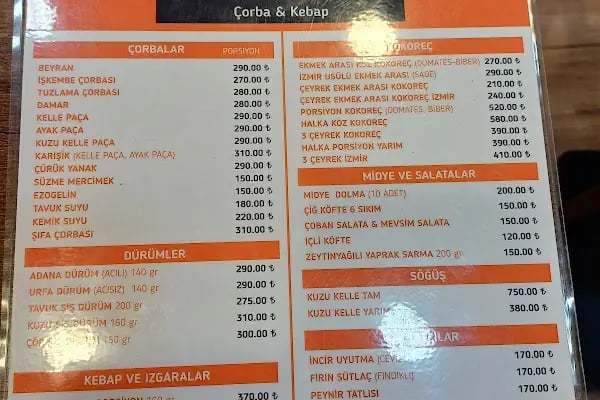 Çorba & Kebap
ÇORBALAR PORSİYON
BEYRAN 290.00 ₺
İŞKEMBE ÇORBASI 270.00 ₺
TUZLAMA ÇORBASI 280.00 ₺
DAMAR 280.00 ₺
KELLE PAÇA 290.00 ₺
AYAK PAÇA 290.00 ₺
KUZU KELLE PAÇA 290.00 ₺
KARIŞIK (KELLE PAÇA, AYAK PAÇA) 310.00 ₺
ÇÜRÜK YANAK 290.00 ₺
SÜZME MERCİMEK 150.00 ₺
EZOGELİN 150.00 ₺
TAVUK SUYU 180.00 ₺
KEMİK SUYU 220.00 ₺
ŞIFA ÇORBASI 310.00 ₺
DÜRÜMLER
ADANA DÜRÜM (ACILI) 140 gr 290.00 ₺
URFA DÜRÜM (ACISIZ) 140 gr 290.00 ₺
TAVUK ŞİŞ DÜRÜM 200 gr 275.00 ₺
KUZU ŞİŞ DÜRÜM 160 gr 310.00 ₺
150 gr 300.00 ₺
KEBAP VE IZGARALAR
370.00 ₺
KOKOREÇ
EKMEK ARASI KÖZ KOKOREÇ (DOMATES-BİBER) 270.00 ₺
İZMİR USÜLÜ EKMEK ARASI (SADE) 290.00 ₺
ÇEYREK EKMEK ARASI KOKOREÇ 210.00 ₺
ÇEYREK EKMEK ARASI KOKOREÇ İZMİR 240.00 ₺
PORSİYON KOKOREÇ (DOMATES, BİBER) 520.00 ₺
HALKA KÖZ KOKOREÇ 580.00 ₺
3 ÇEYREK KOKOREÇ 390.00 ₺
HALKA PORSİYON YARIM 390.00 ₺
3 ÇEYREK İZMİR 410.00 ₺
MİDYE VE SALATALAR
MİDYE DOLMA (10 ADET) 200.00 ₺
ÇİĞ KÖFTE 6 SIKIM 150.00 ₺
ÇOBAN SALATA & MEVSİM SALATA 150.00 ₺
İÇLİ KÖFTE 120.00 ₺
ZEYTİNYAĞILI YAPRAK SARMA 200 gr 150.00 ₺
SÖĞÜŞ
KUZU KELLE TAM 750.00 ₺
KUZU KELLE YARIM 380.00 ₺
İNCİR UYUTMA 170.00 ₺
FIRIN SÜTLAÇ (FINDIKLI) 170.00 ₺
PEYNİR TATLISI 170.00 ₺